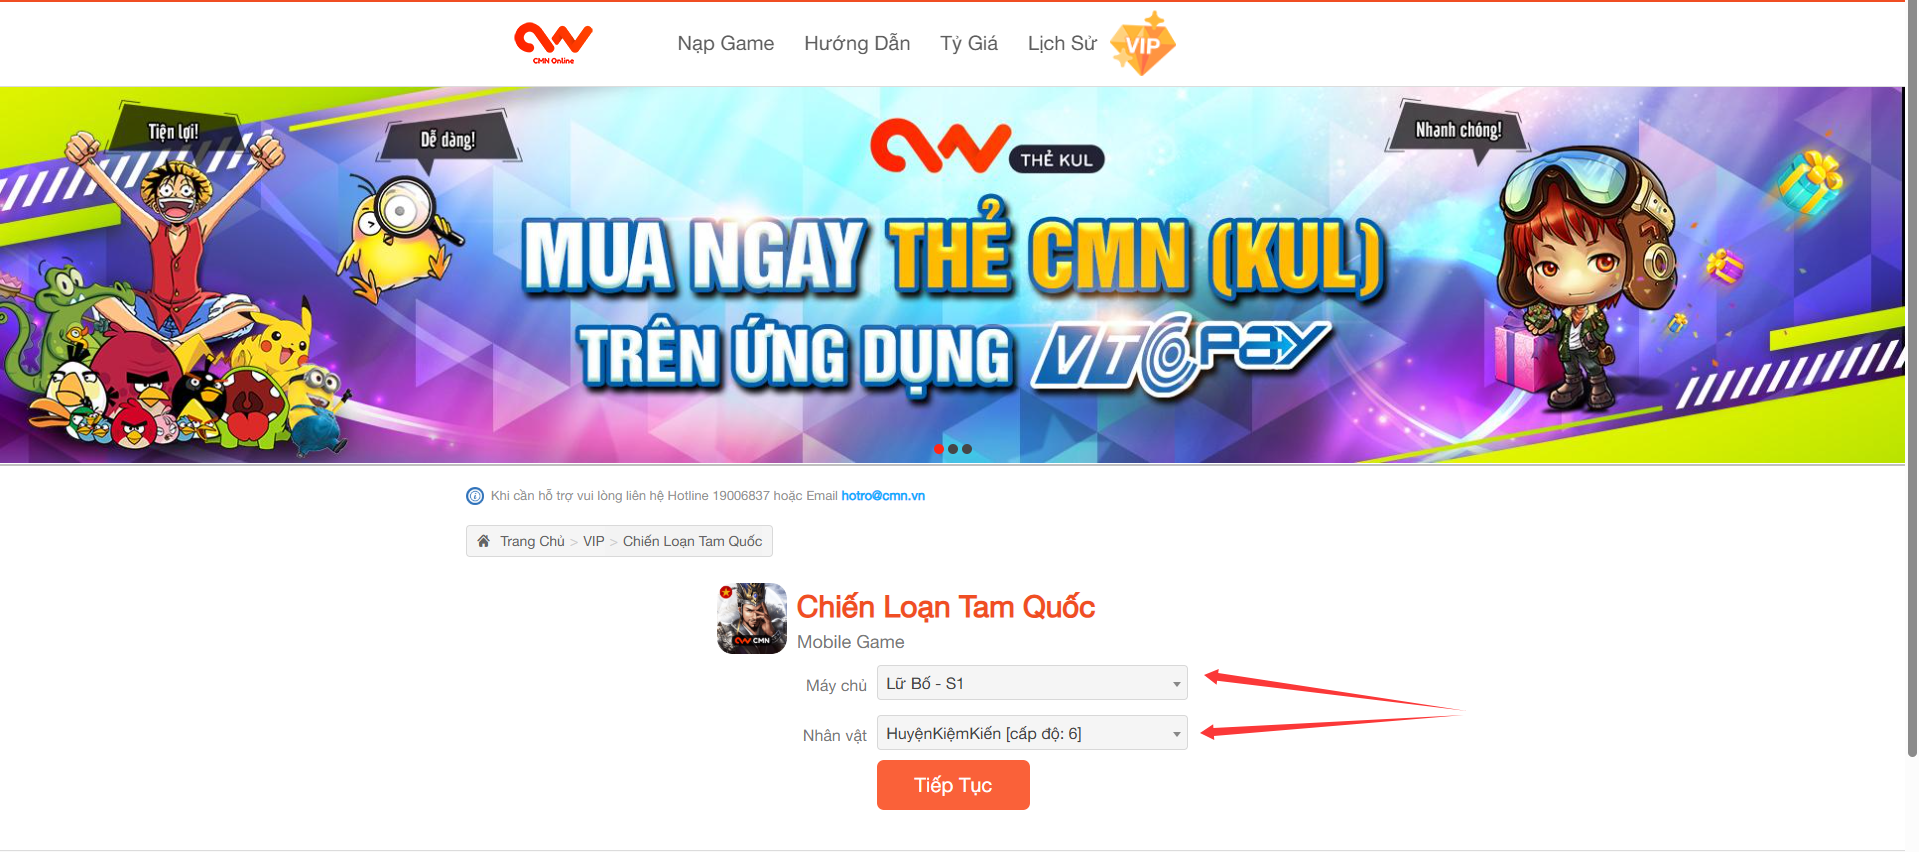 CMN Online
Nạp Game
Hướng Dẫn
Tỷ Giá
Lịch Sử
VIP
Tiện lợi!
Dễ dàng!
Nhanh chóng!
THẺ KUL
MUA NGAY THẺ CMN (KUL)
TRÊN ỨNG DỤNG VTC Pay
Khi cần hỗ trợ vui lòng liên hệ Hotline 19006837 hoặc Email hotro@cmn.vn
Trang Chủ > VIP > Chiến Loạn Tam Quốc
CMN
Chiến Loạn Tam Quốc
Mobile Game
Máy chủ
Lữ Bố - S1
Nhân vật
HuyệnKiệmKiến [cấp độ: 6]
Tiếp Tục